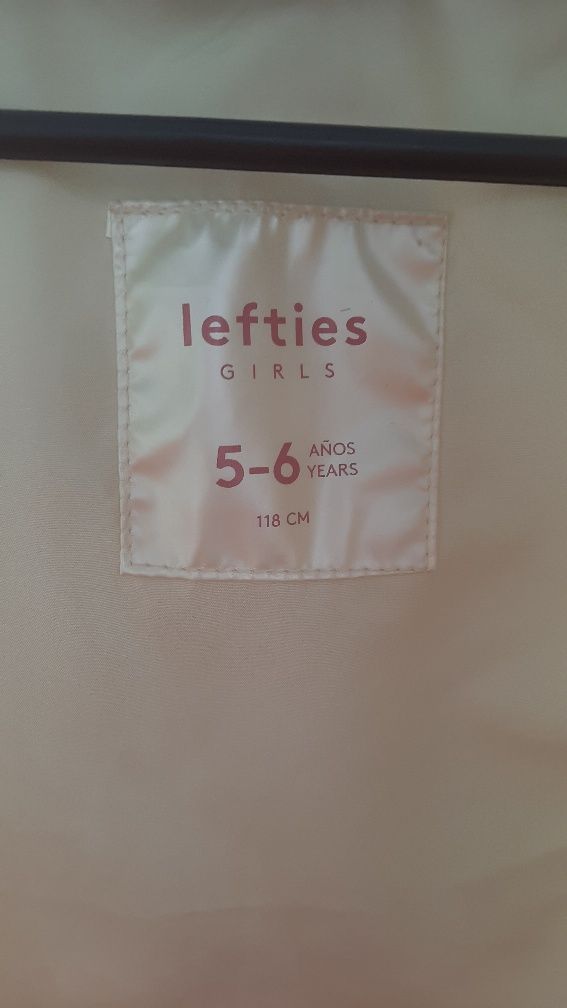 lefties
GIRLS
5-6 AÑOS
YEARS
118 CM